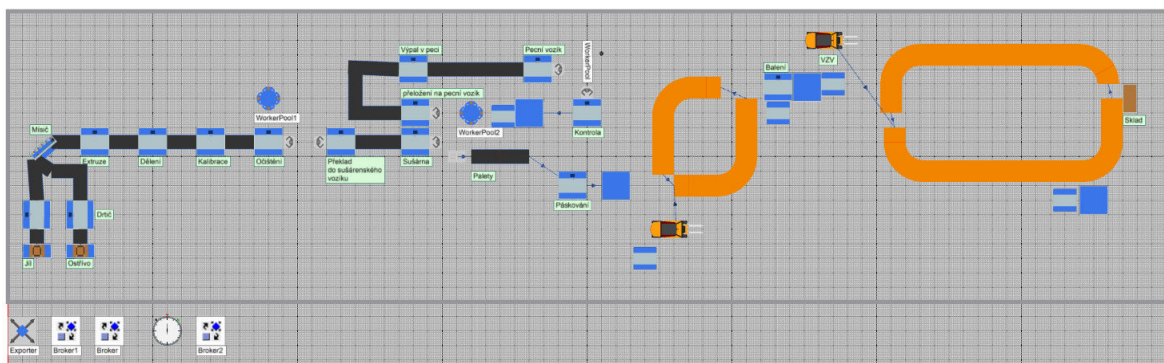 Výpal v peci
Pecní vozík
WorkerPool
VZV
Balení
přeložení na pecní vozík
WorkerPool1
WorkerPool2
Kontrola
Sklad
Mísič
Extruze
Dělení
Kalibrace
Očištění
Překlad
do sušárenského
vozíku
Sušárna
Palety
Páskování
Drtič
Jíl
Ostřivo
Exporter
Broker1
Broker
Broker2